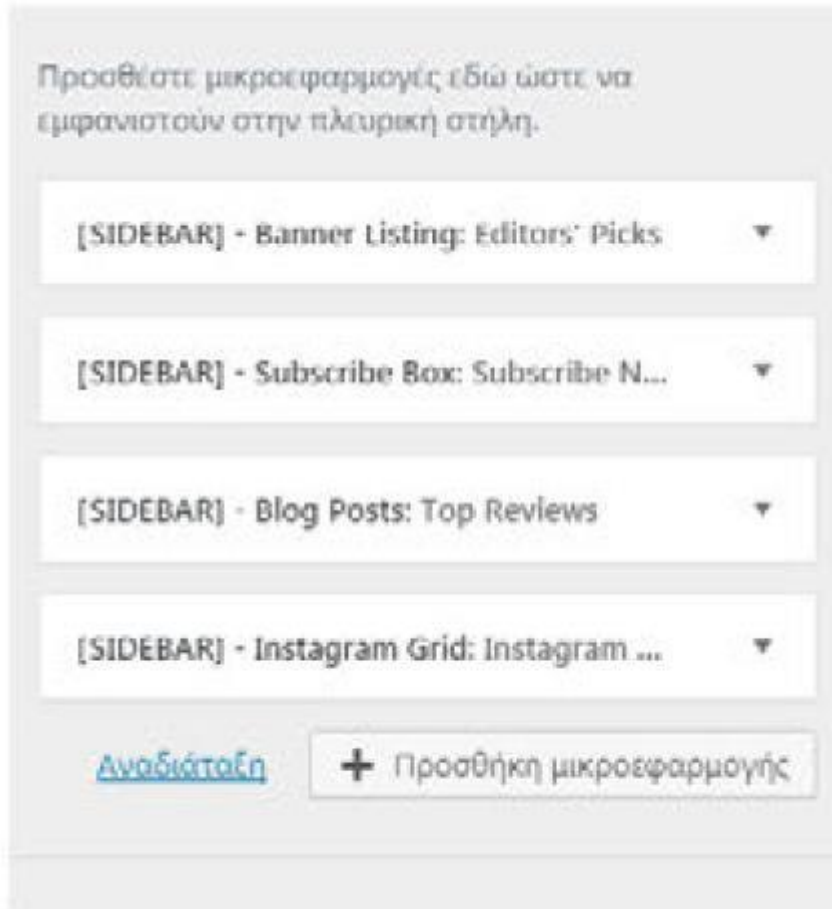 Προσθέστε μικροεφαρμογές εδώ ώστε να
εμφανιστούν στην πλευρική στήλη.
[SIDEBAR] - Banner Listing: Editors' Picks
[SIDEBAR] - Subscribe Box: Subscribe N...
[SIDEBAR] - Blog Posts: Top Reviews
[SIDEBAR] - Instagram Grid: Instagram ...
Αναδιάταξη
+ Προσθήκη μικροεφαρμογής